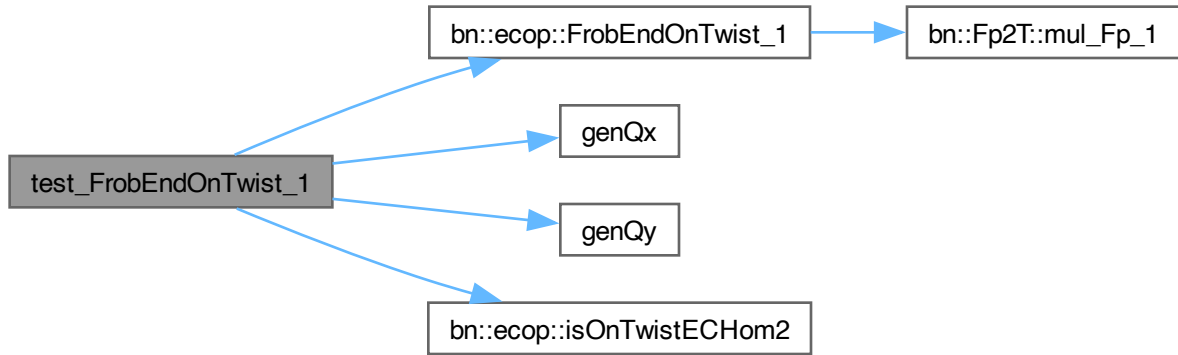 bn::ecop::FrobEndOnTwist_1
bn::Fp2T::mul_Fp_1
genQx
test_FrobEndOnTwist_1
genQy
bn::ecop::isOnTwistECHom2